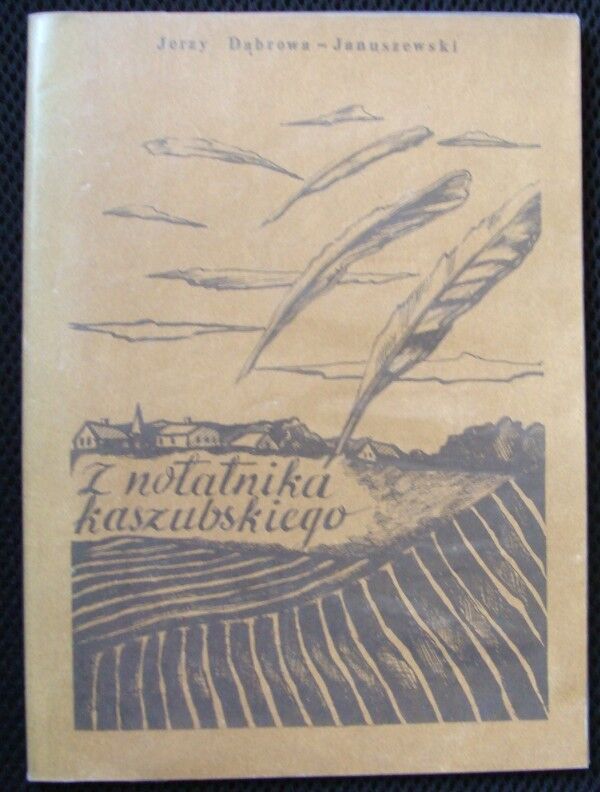 Jerzy Dąbrowa-Januszewski
Z notatnika
kaszubskiego